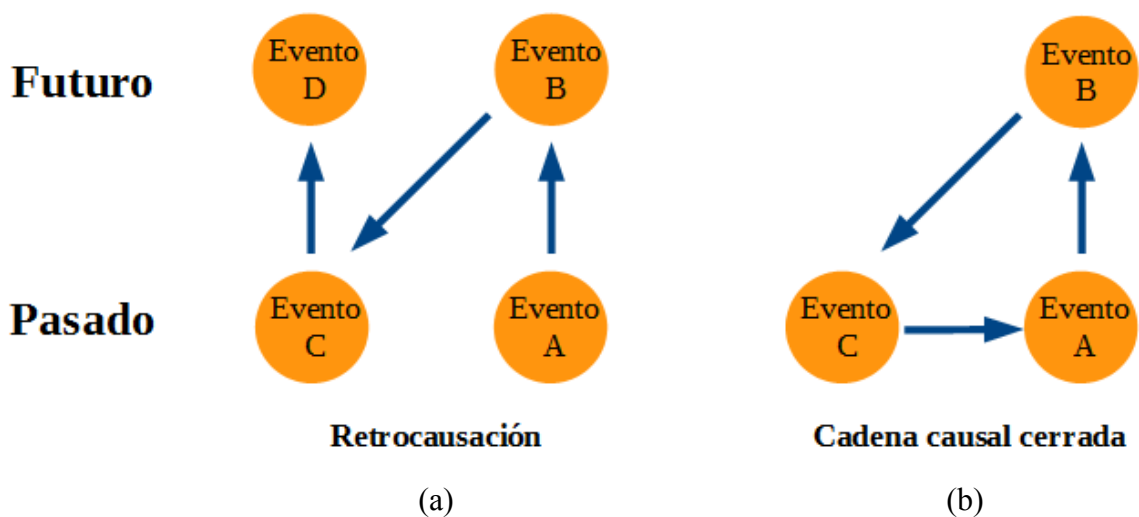 Futuro
Evento
D
Evento
B
Pasado
Evento
C
Evento
A
Retrocausación
(a)
Evento
B
Evento
C
Evento
A
Cadena causal cerrada
(b)